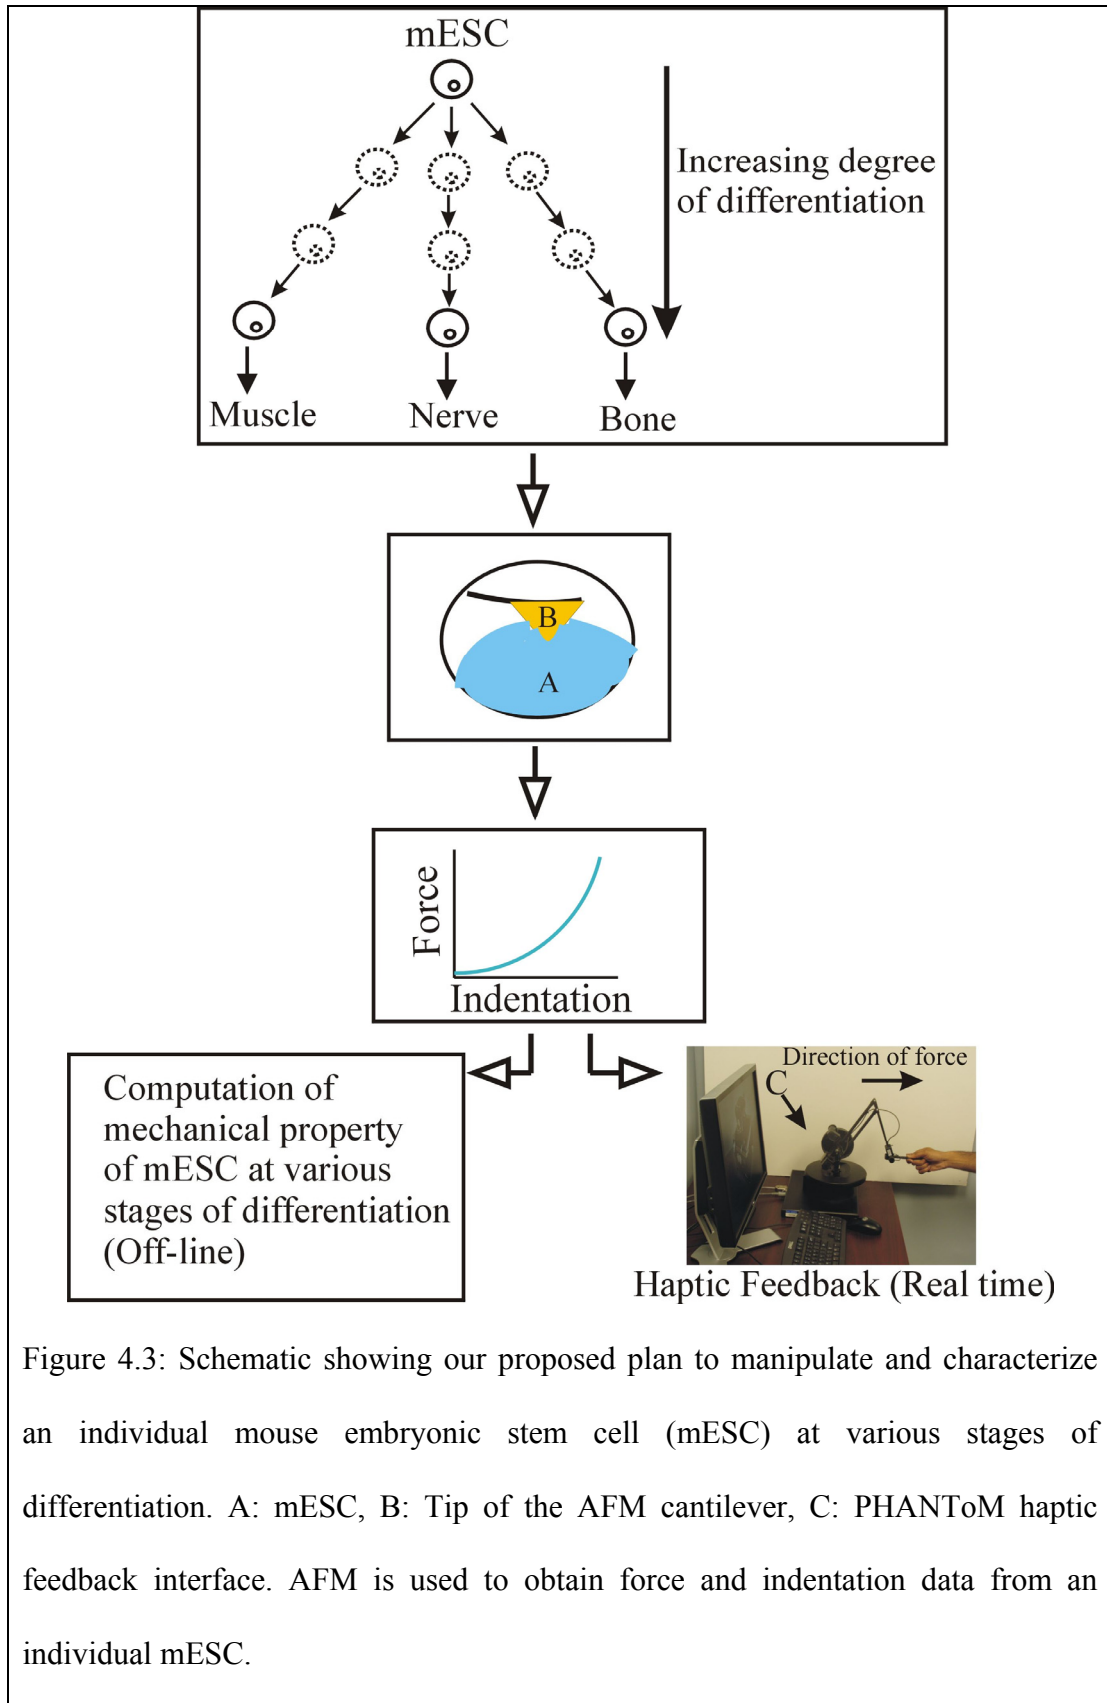 mESC
Increasing degree
of differentiation
Muscle
Nerve
Bone
B
A
Force
Indentation
Computation of
mechanical property
of mESC at various
stages of differentiation
(Off-line)
Direction of force
C
Haptic Feedback (Real time)
Figure 4.3: Schematic showing our proposed plan to manipulate and characterize
an individual mouse embryonic stem cell (mESC) at various stages of
differentiation. A: mESC, B: Tip of the AFM cantilever, C: PHANToM haptic
feedback interface. AFM is used to obtain force and indentation data from an
individual mESC.